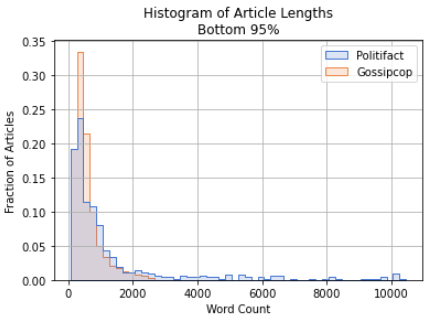 Histogram of Article Lengths
Bottom 95%
Politifact
Gossipcop
Fraction of Articles
0.35
0.30
0.25
0.20
0.15
0.10
0.05
0.00
0
2000
4000
6000
8000
10000
Word Count